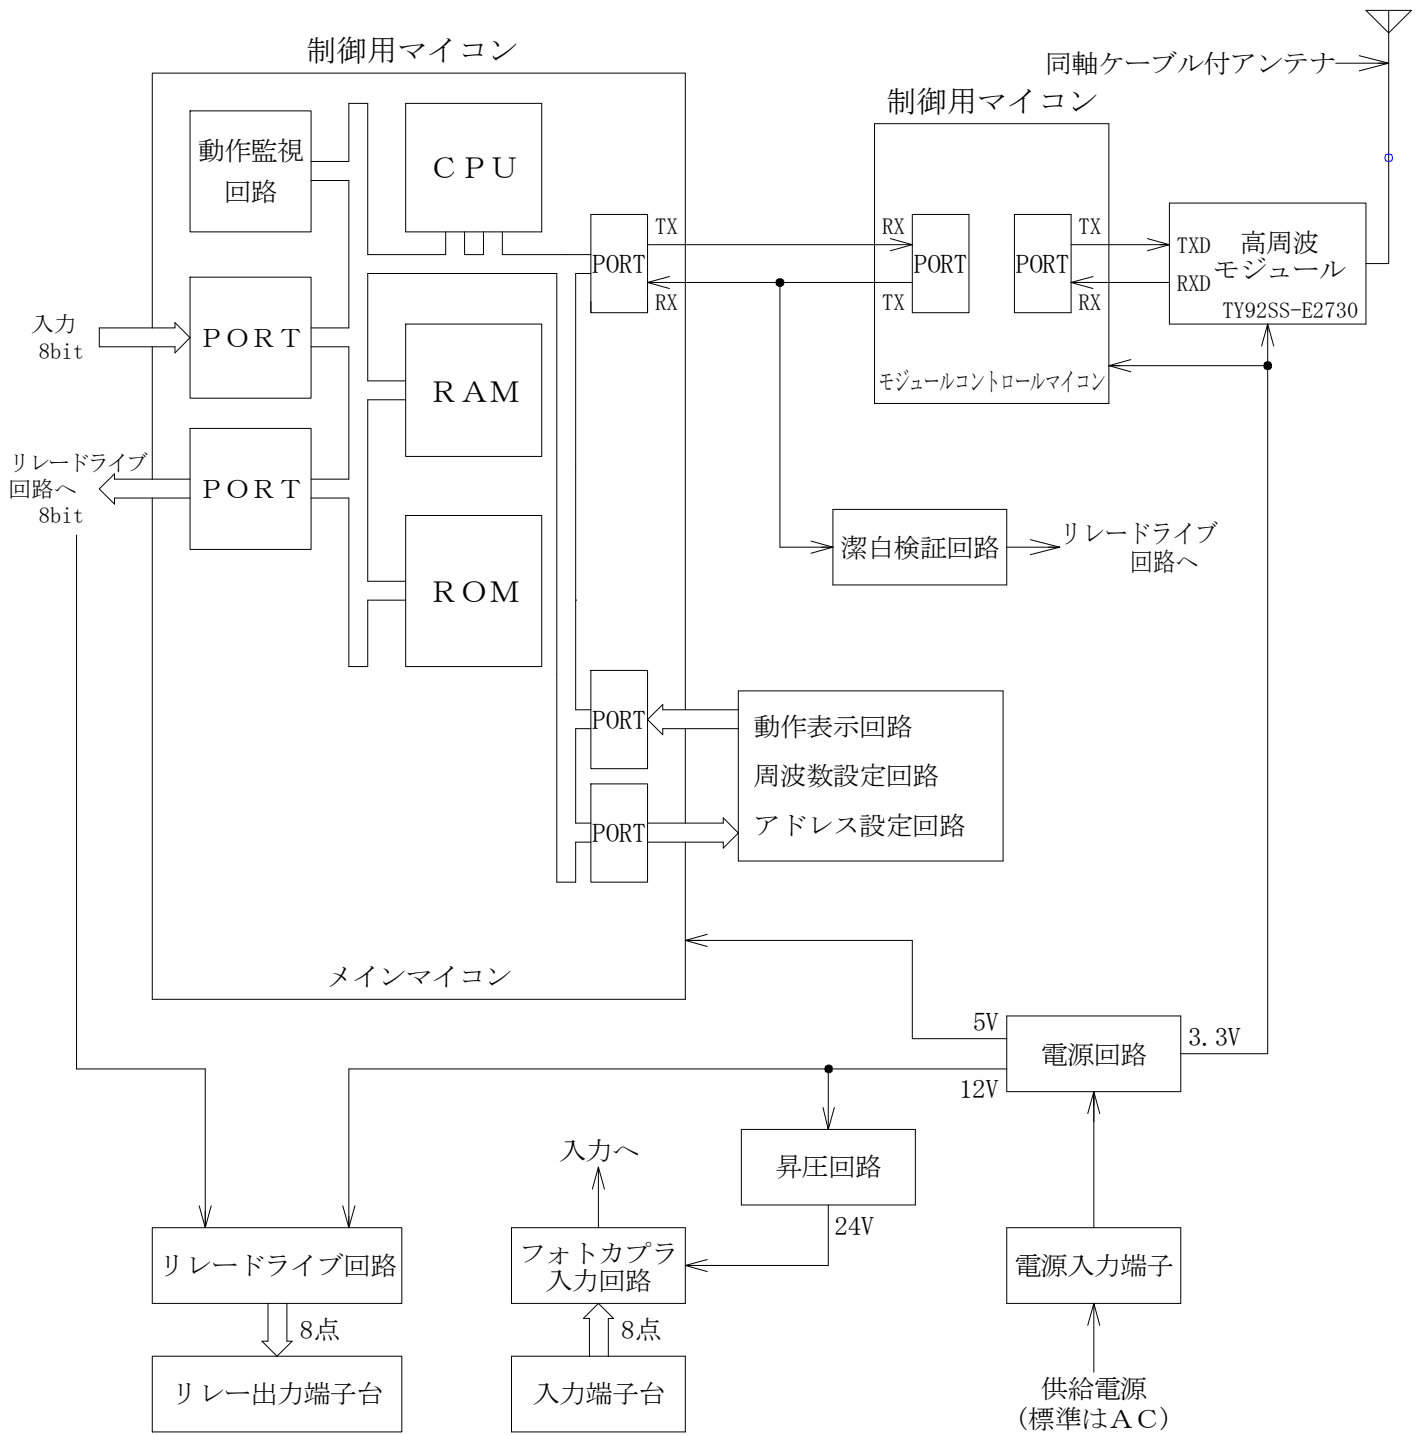 制御用マイコン
同軸ケーブル付アンテナ
制御用マイコン
動作監視
回路
ＣＰＵ
PORT
TX
RX
RX
TX
PORT
PORT
TX
RX
TXD
RXD
高周波
モジュール
TY92SS-E2730
入力
8bit
ＰＯＲＴ
ＲＡＭ
モジュールコントロールマイコン
リレードライブ
回路へ
8bit
ＰＯＲＴ
潔白検証回路
リレードライブ
回路へ
ＲＯＭ
PORT
動作表示回路
周波数設定回路
アドレス設定回路
PORT
メインマイコン
5V
12V
電源回路
3.3V
入力へ
昇圧回路
24V
リレードライブ回路
フォトカプラ
入力回路
電源入力端子
8点
8点
リレー出力端子台
入力端子台
供給電源
（標準はＡＣ）